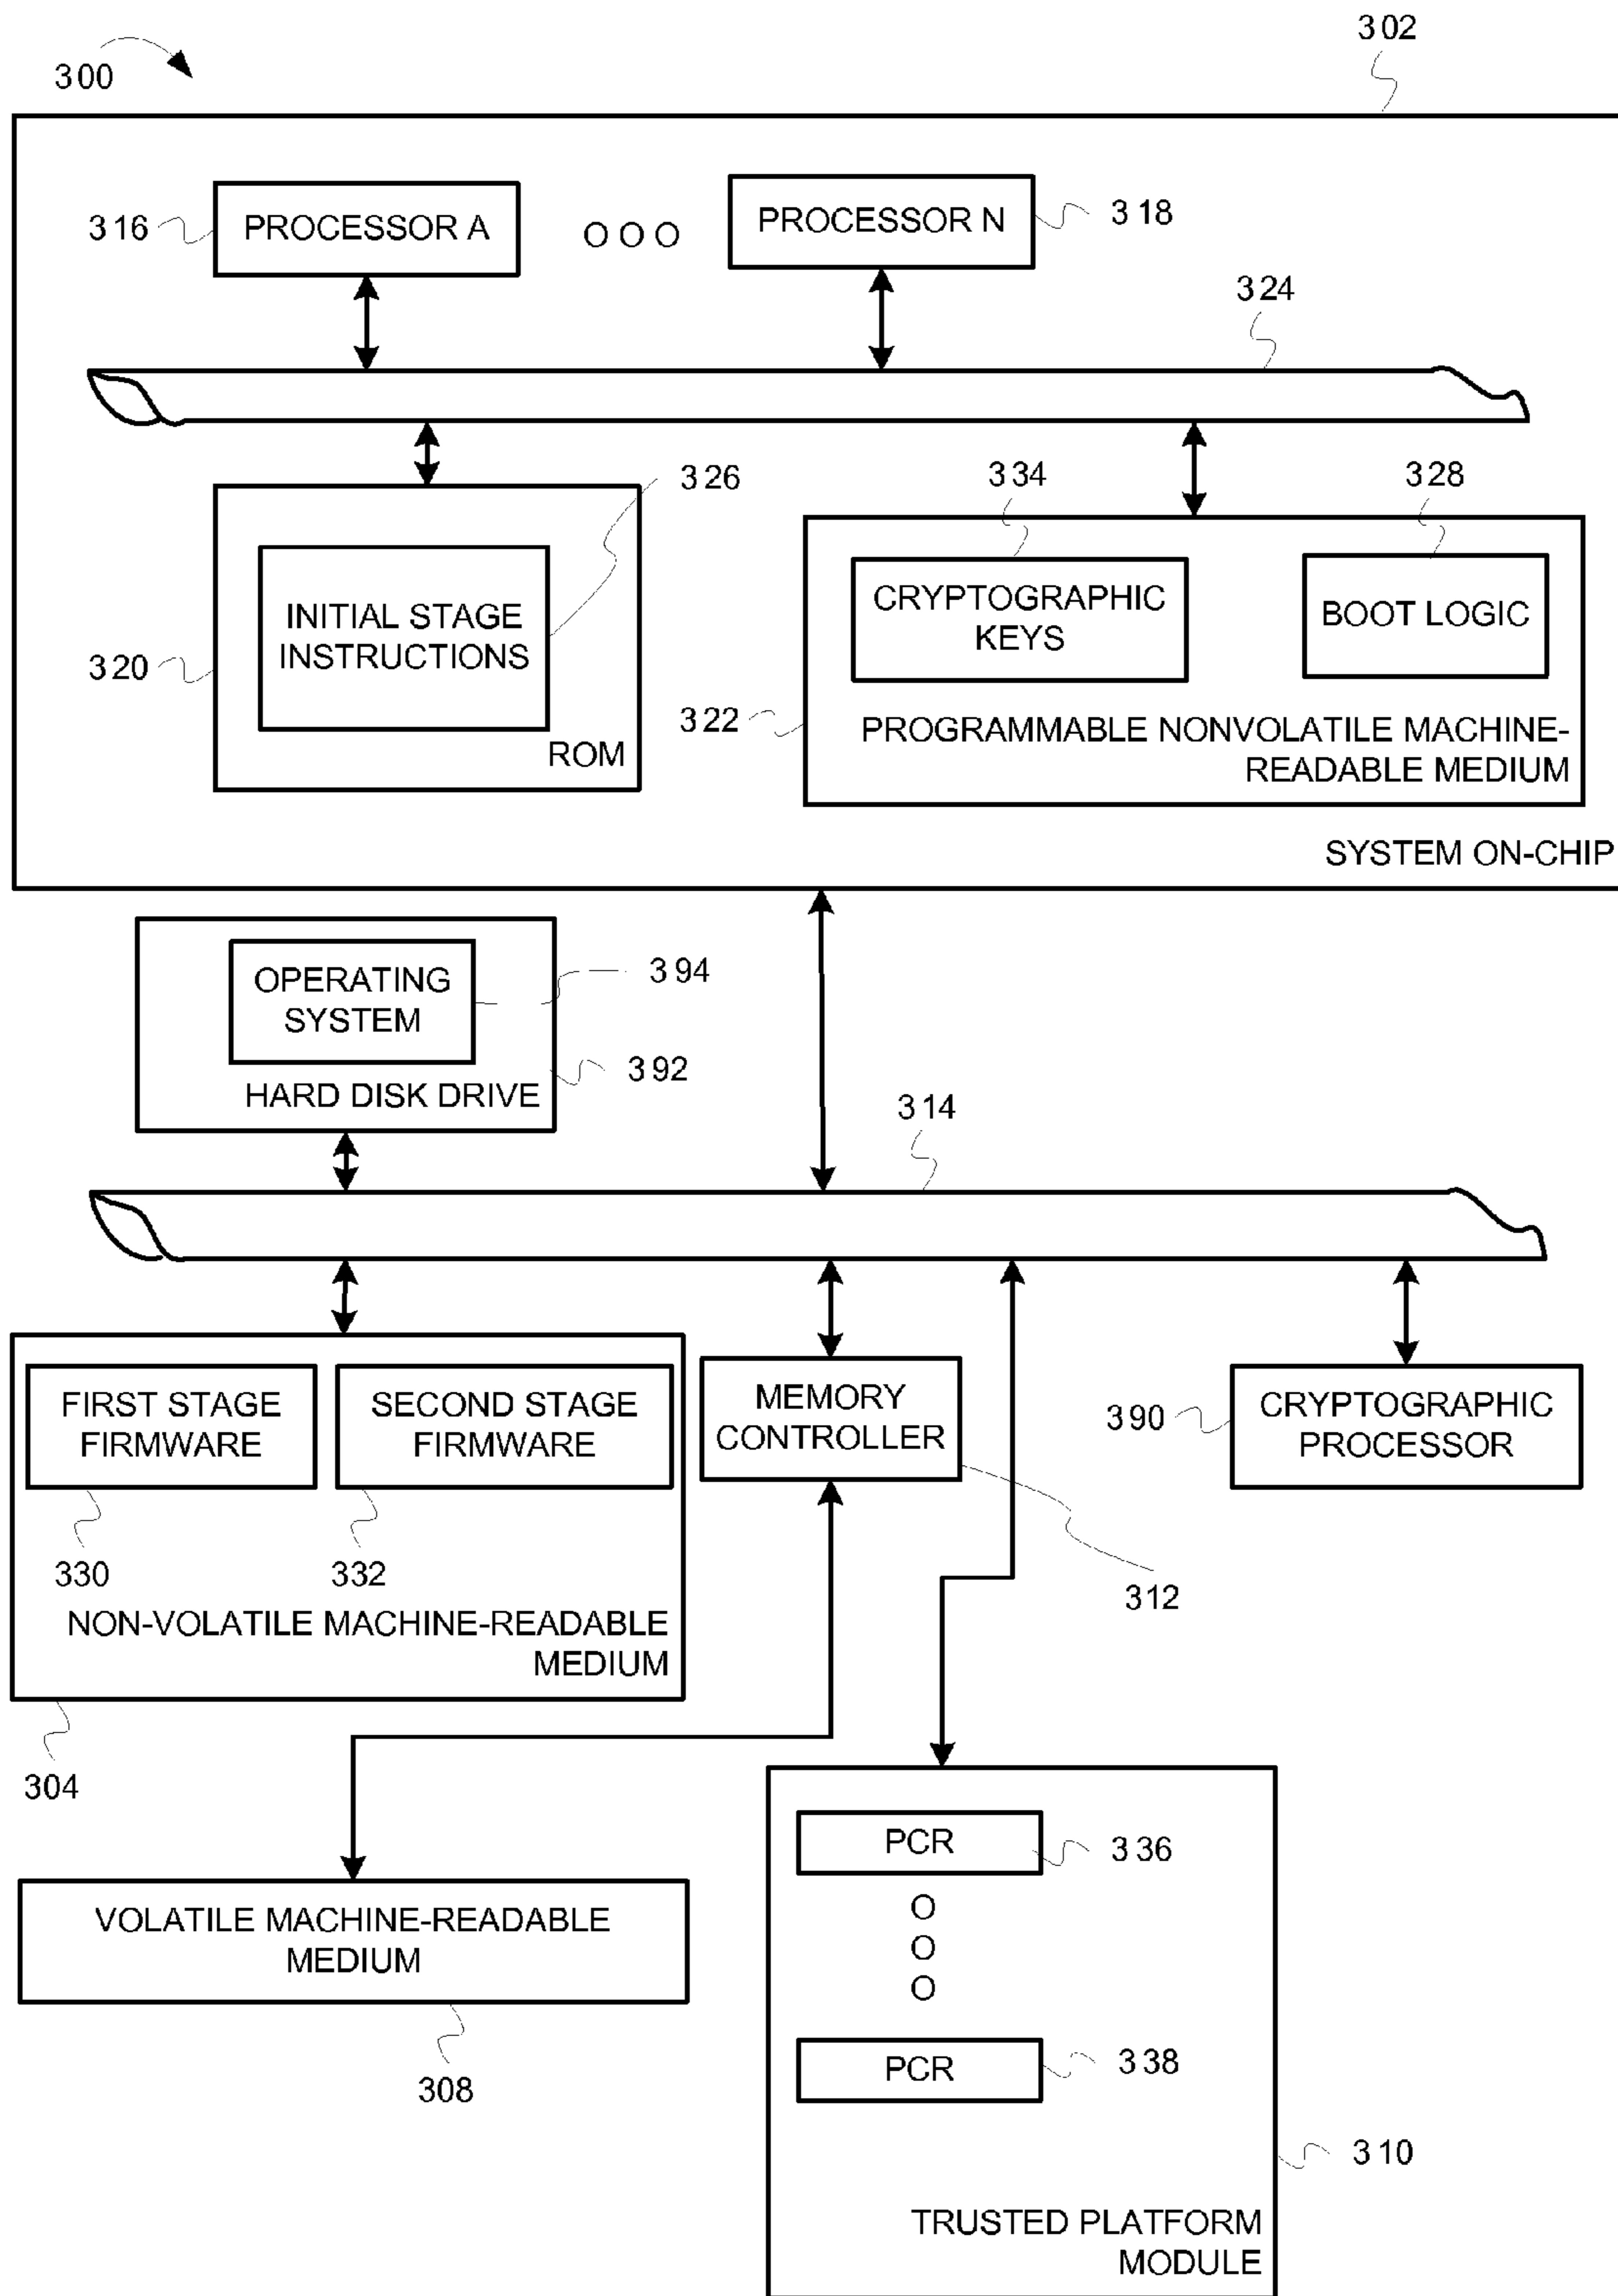 300
302
316
PROCESSOR A
O O O
PROCESSOR N
318
324
326
334
328
320
INITIAL STAGE
INSTRUCTIONS
ROM
CRYPTOGRAPHIC
KEYS
BOOT LOGIC
322
PROGRAMMABLE NONVOLATILE MACHINE-
READABLE MEDIUM
SYSTEM ON-CHIP
OPERATING
SYSTEM
394
HARD DISK DRIVE
392
314
FIRST STAGE
FIRMWARE
SECOND STAGE
FIRMWARE
330
332
NON-VOLATILE MACHINE-READABLE
MEDIUM
304
MEMORY
CONTROLLER
312
390
CRYPTOGRAPHIC
PROCESSOR
VOLATILE MACHINE-READABLE
MEDIUM
308
PCR
336
O
O
O
PCR
338
310
TRUSTED PLATFORM
MODULE